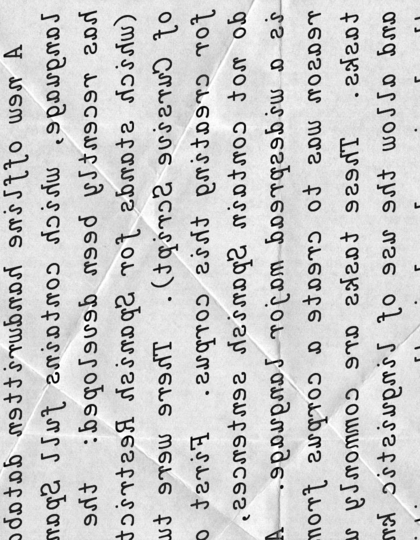 A new offline handwritten databa
language, which contains full Span
has recently been developed: the
(which stands for Spanish Restrict
of Cursive Script). There were tw
for creating this corpus. First o
do not contain Spanish sentences,
is a widespread major language. A
reason was to create a corpus from
tasks. These tasks are commonly u
and allow the use of linguistic kn